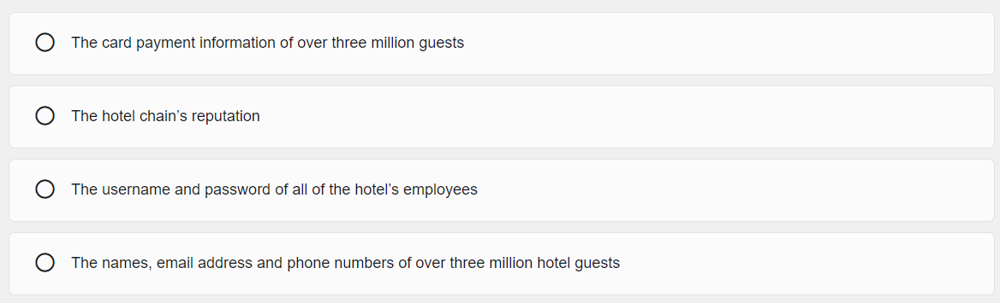 The card payment information of over three million guests
The hotel chain’s reputation
The username and password of all of the hotel’s employees
The names, email address and phone numbers of over three million hotel guests